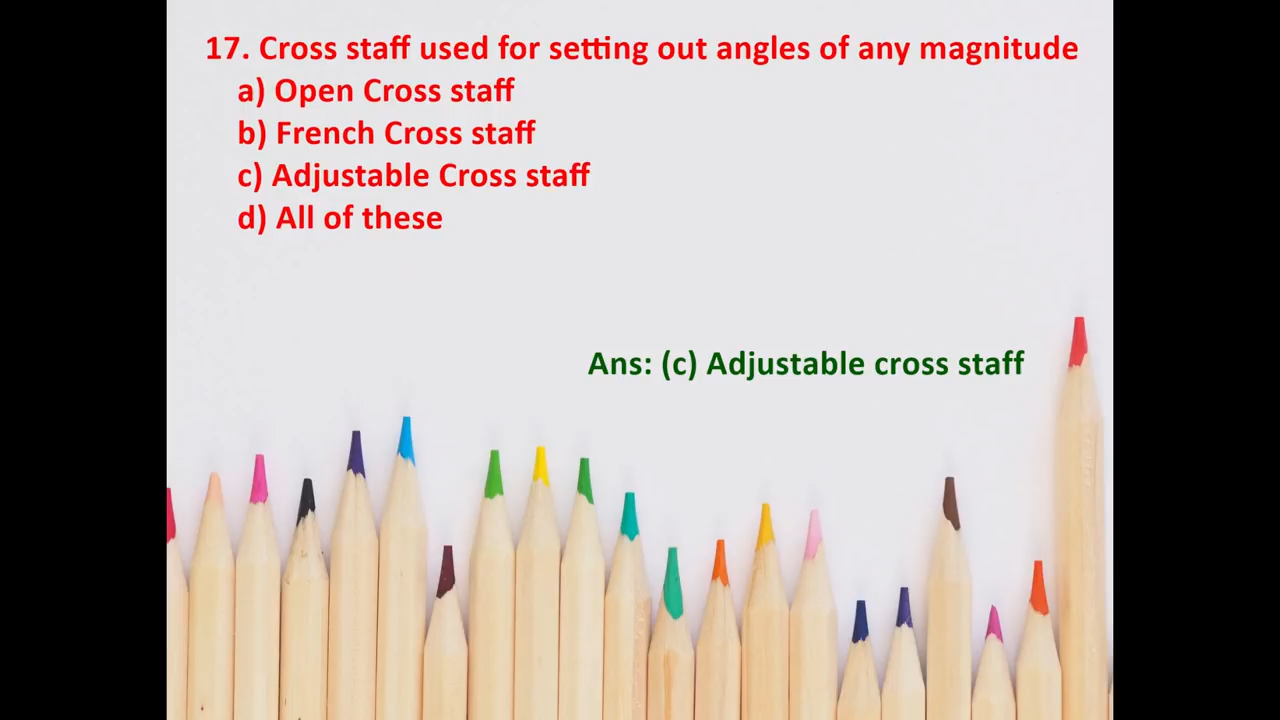 17. Cross staff used for setting out angles of any magnitude
a) Open Cross staff
b) French Cross staff
c) Adjustable Cross staff
d) All of these
Ans: (c) Adjustable cross staff